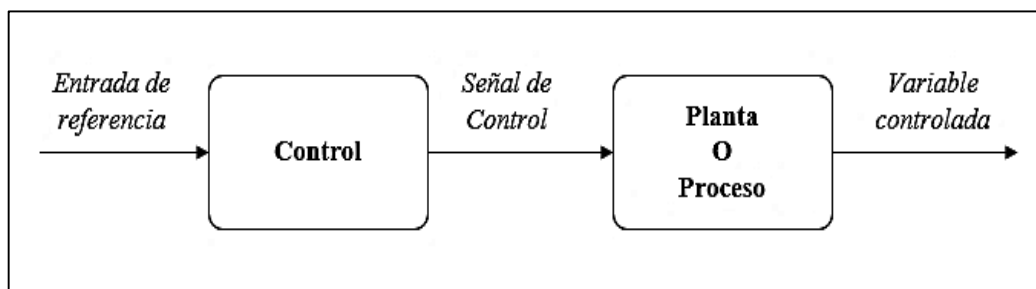 Entrada de
referencia
Control
Señal de
Control
Planta
O
Proceso
Variable
controlada